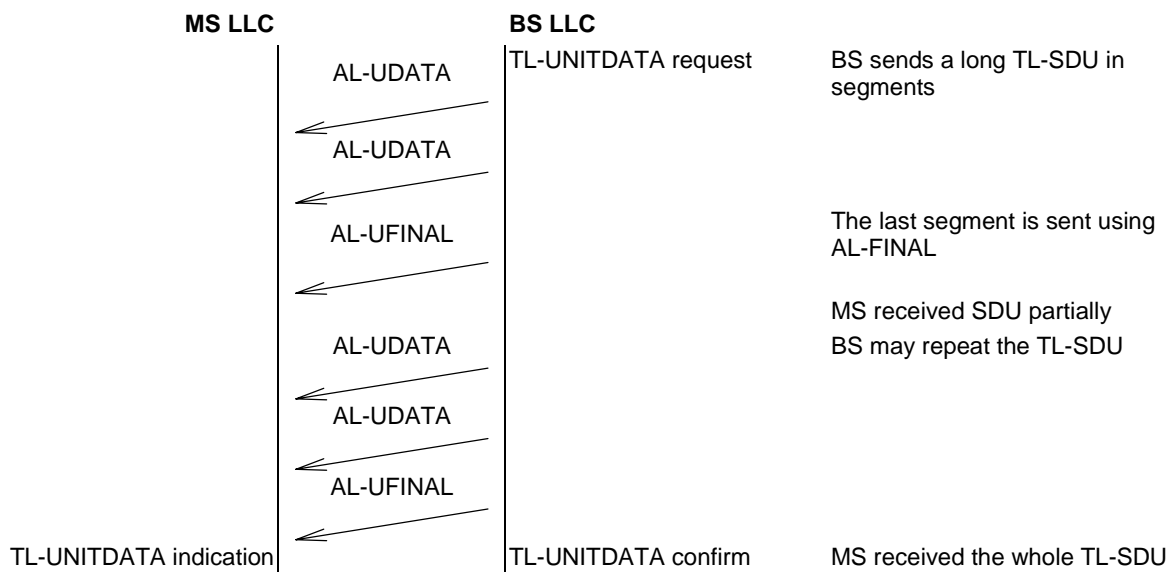 MS LLC
BS LLC
TL-UNITDATA request
BS sends a long TL-SDU in
segments
AL-UDATA
AL-UDATA
AL-UFINAL
The last segment is sent using
AL-FINAL
MS received SDU partially
AL-UDATA
BS may repeat the TL-SDU
AL-UDATA
AL-UFINAL
TL-UNITDATA indication
TL-UNITDATA confirm
MS received the whole TL-SDU